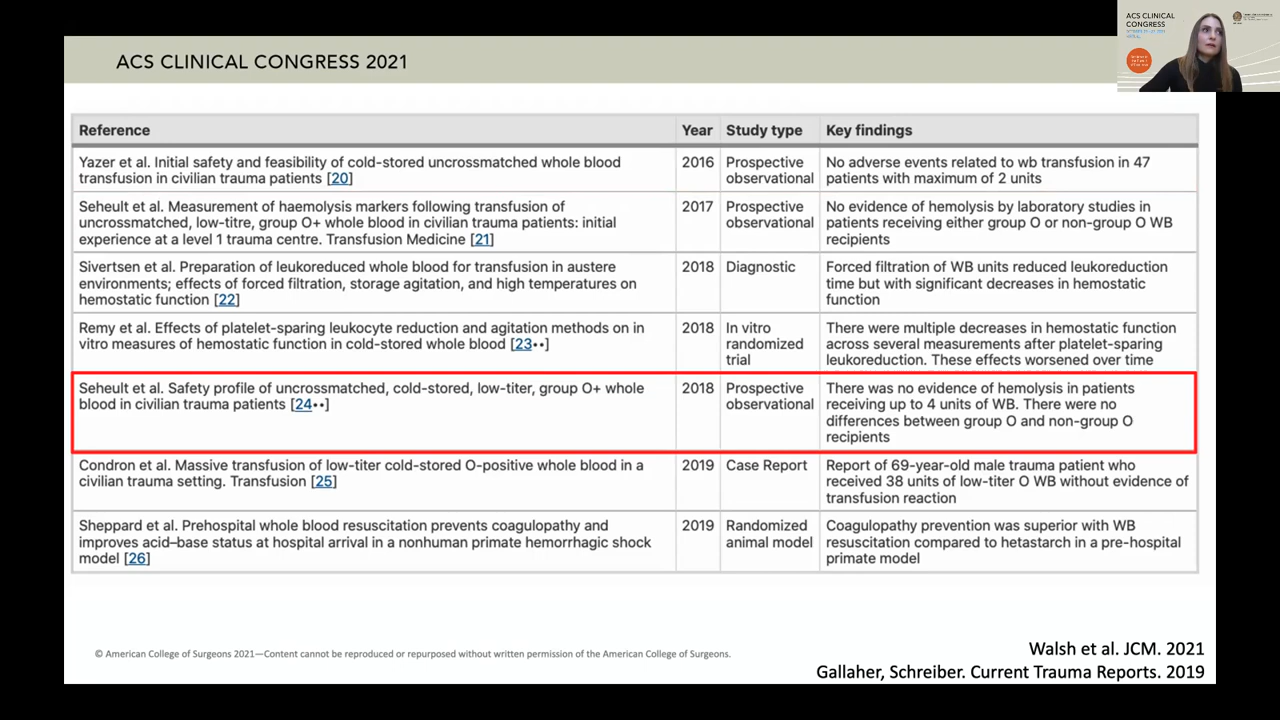 ACS CLINICAL
CONGRESS
ACS CLINICAL CONGRESS 2021
Reference Year Study type Key findings
Yazer et al. Initial safety and feasibility of cold-stored uncrossmatched whole blood
transfusion in civilian trauma patients [20]
2016
Prospective
observational
No adverse events related to wb transfusion in 47
patients with maximum of 2 units
Seheult et al. Measurement of haemolysis markers following transfusion of
uncrossmatched, low-titre, group O+ whole blood in civilian trauma patients: initial
experience at a level 1 trauma centre. Transfusion Medicine [21]
2017
Prospective
observational
No evidence of hemolysis by laboratory studies in
patients receiving either group O or non-group O WB
recipients
Sivertsen et al. Preparation of leukoreduced whole blood for transfusion in austere
environments; effects of forced filtration, storage agitation, and high temperatures on
hemostatic function [22]
2018
Diagnostic
Forced filtration of WB units reduced leukoreduction
time but with significant decreases in hemostatic
function
Remy et al. Effects of platelet-sparing leukocyte reduction and agitation methods on in
vitro measures of hemostatic function in cold-stored whole blood [23••]
2018
In vitro
randomized
trial
There were multiple decreases in hemostatic function
across several measurements after platelet-sparing
leukoreduction. These effects worsened over time
Seheult et al. Safety profile of uncrossmatched, cold-stored, low-titer, group O+ whole
blood in civilian trauma patients [24••]
2018
Prospective
observational
There was no evidence of hemolysis in patients
receiving up to 4 units of WB. There were no
differences between group O and non-group O
recipients
Condron et al. Massive transfusion of low-titer cold-stored O-positive whole blood in a
civilian trauma setting. Transfusion [25]
2019
Case Report
Report of 69-year-old male trauma patient who
received 38 units of low-titer O WB without evidence of
transfusion reaction
Sheppard et al. Prehospital whole blood resuscitation prevents coagulopathy and
improves acid–base status at hospital arrival in a nonhuman primate hemorrhagic shock
model [26]
2019
Randomized
animal model
Coagulopathy prevention was superior with WB
resuscitation compared to hetastarch in a pre-hospital
primate model
© American College of Surgeons 2021—Content cannot be reproduced or repurposed without written permission of the American College of Surgeons.
Walsh et al. JCM. 2021
Gallaher, Schreiber. Current Trauma Reports. 2019